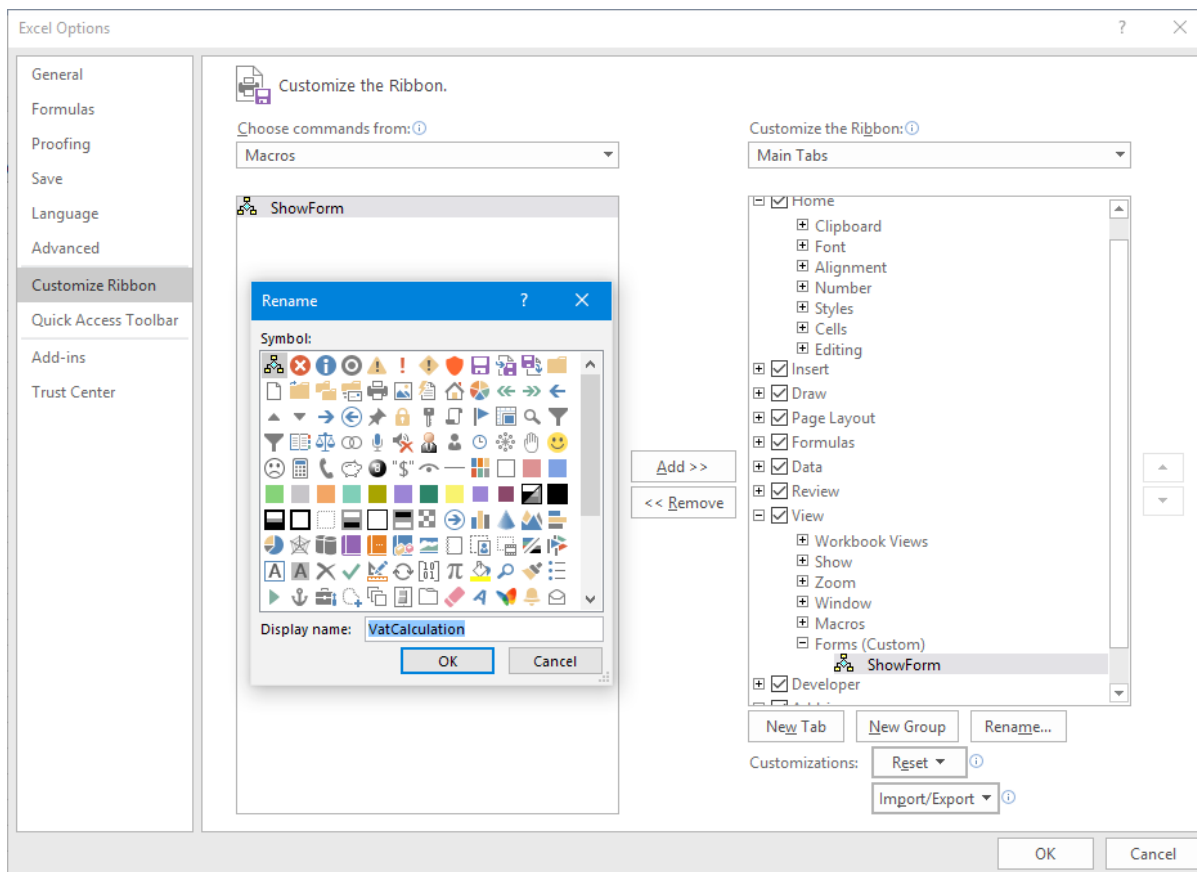 Excel Options
?
General
Formulas
Proofing
Save
Language
Advanced
Customize Ribbon
Quick Access Toolbar
Add-ins
Trust Center
Customize the Ribbon.
Choose commands from:
Macros
ShowForm
Rename
?
Symbol:
"$"
A A
π
A
Display name: VatCalculation
OK Cancel
Add >>
<< Remove
Customize the Ribbon:
Main Tabs
Home
Clipboard
Font
Alignment
Number
Styles
Cells
Editing
Insert
Draw
Page Layout
Formulas
Data
Review
View
Workbook Views
Show
Zoom
Window
Macros
Forms (Custom)
ShowForm
Developer
New Tab New Group Rename...
Customizations: Reset
Import/Export
OK Cancel